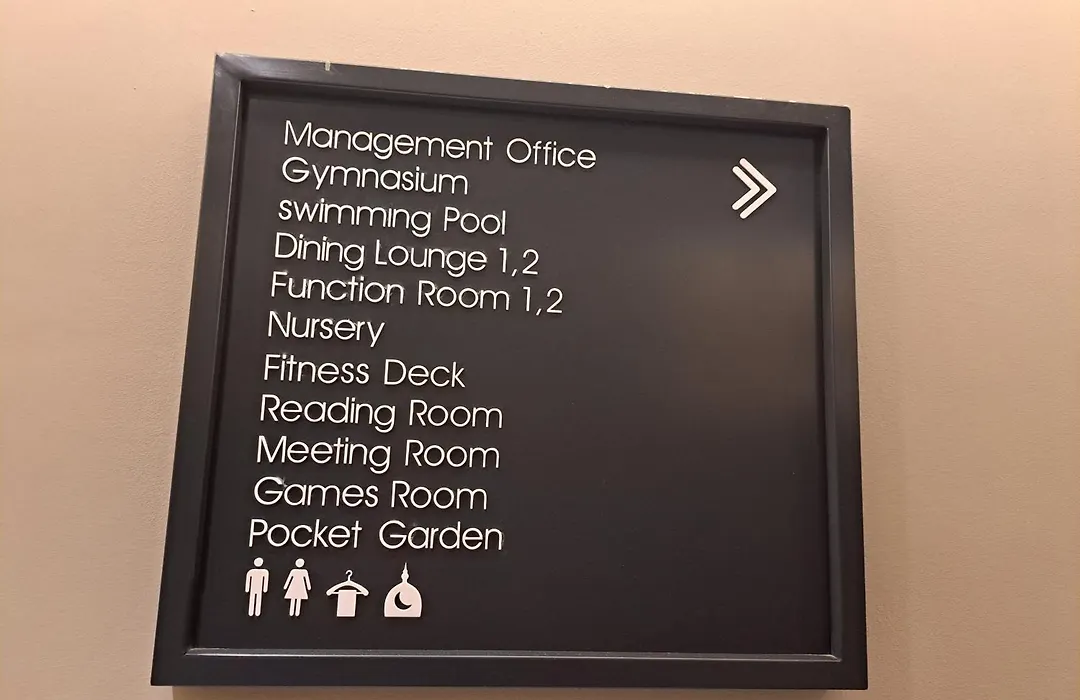 Management Office
Gymnasium
swimming Pool
Dining Lounge 1,2
Function Room 1,2
Nursery
Fitness Deck
Reading Room
Meeting Room
Games Room
Pocket Garden